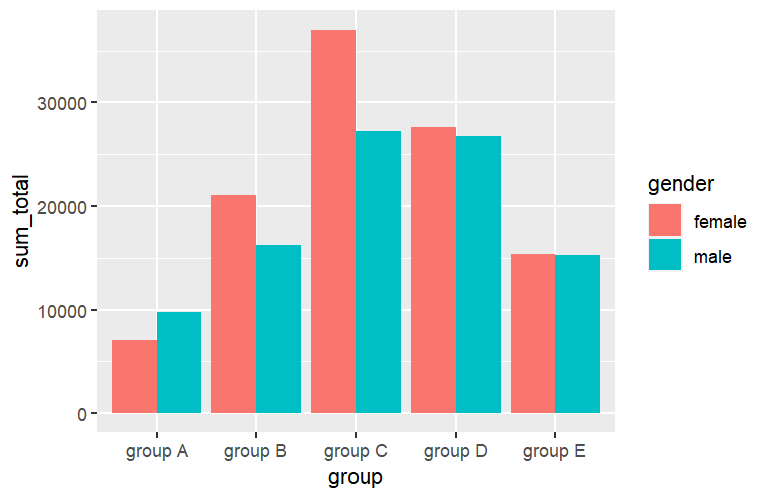 30000
20000
10000
0
sum_total
group A
group B
group C
group D
group E
group
gender
female
male